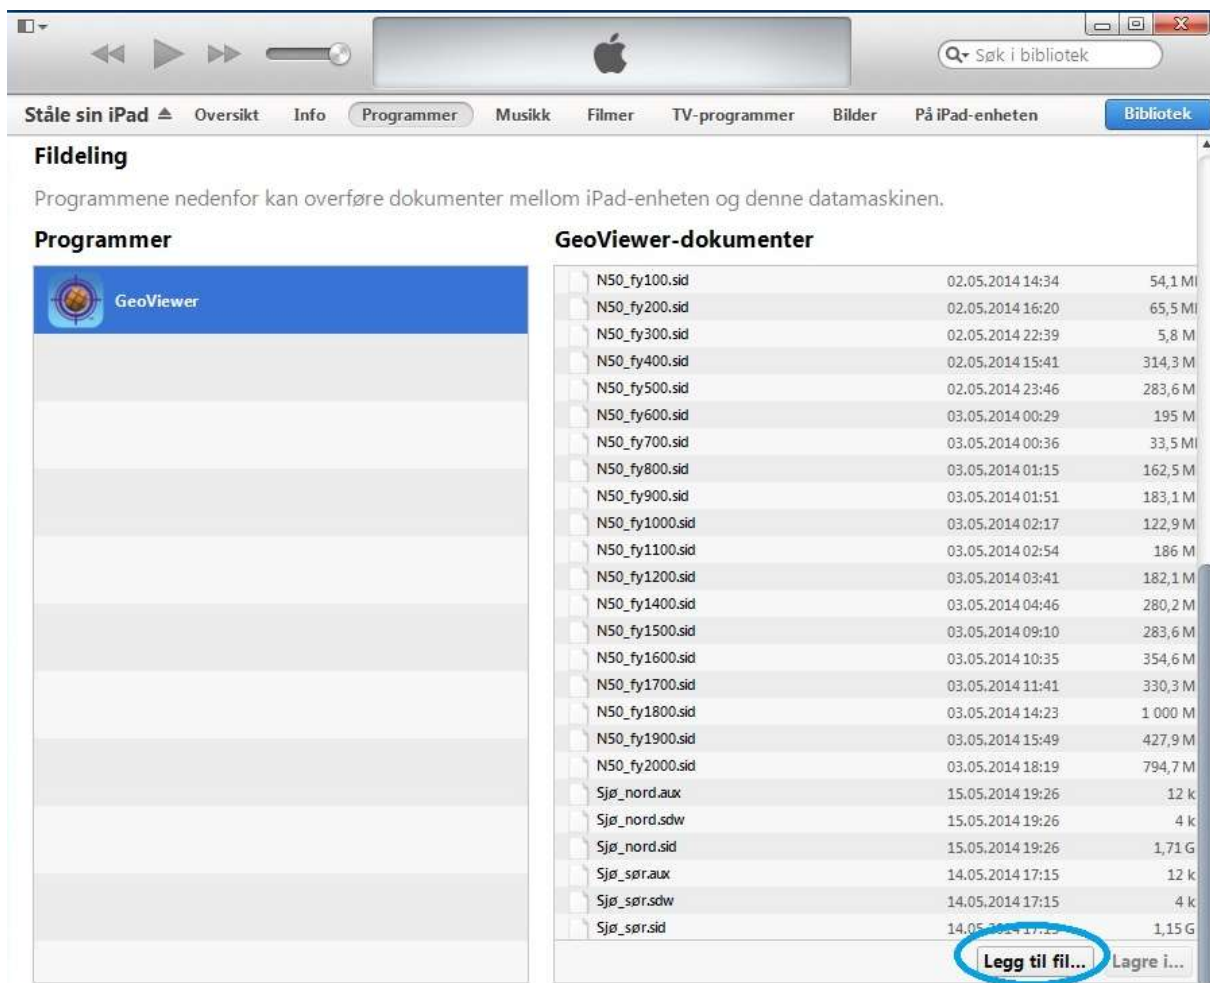 Søk i bibliotek
Ståle sin iPad Oversikt Info Programmer Musikk Filmer TV-programmer Bilder På iPad-enheten Bibliotek
Fildeling
Programmene nedenfor kan overføre dokumenter mellom iPad-enheten og denne datamaskinen.
Programmer GeoViewer-dokumenter
GeoViewer
N50_fy100.sid 02.05.2014 14:34 54,1 M
N50_fy200.sid 02.05.2014 16:20 65,5 M
N50_fy300.sid 02.05.2014 22:39 5,8 M
N50_fy400.sid 02.05.2014 15:41 314,3 M
N50_fy500.sid 02.05.2014 23:46 283,6 M
N50_fy600.sid 03.05.2014 00:29 195 M
N50_fy700.sid 03.05.2014 00:36 33,5 M
N50_fy800.sid 03.05.2014 01:15 162,5 M
N50_fy900.sid 03.05.2014 01:51 183,1 M
N50_fy1000.sid 03.05.2014 02:17 122,9 M
N50_fy1100.sid 03.05.2014 02:54 186 M
N50_fy1200.sid 03.05.2014 03:41 182,1 M
N50_fy1400.sid 03.05.2014 04:46 280,2 M
N50_fy1500.sid 03.05.2014 09:10 283,6 M
N50_fy1600.sid 03.05.2014 10:35 354,6 M
N50_fy1700.sid 03.05.2014 11:41 330,3 M
N50_fy1800.sid 03.05.2014 14:23 1 000 M
N50_fy1900.sid 03.05.2014 15:49 427,9 M
N50_fy2000.sid 03.05.2014 18:19 794,7 M
Sjø_nord.aux 15.05.2014 19:26 12 k
Sjø_nord.sdw 15.05.2014 19:26 4 k
Sjø_nord.sid 15.05.2014 19:26 1,71 G
Sjø_sør.aux 14.05.2014 17:15 12 k
Sjø_sør.sdw 14.05.2014 17:15 4 k
Sjø_sør.sid 1,15 G
Legg til fil... Lagre i...